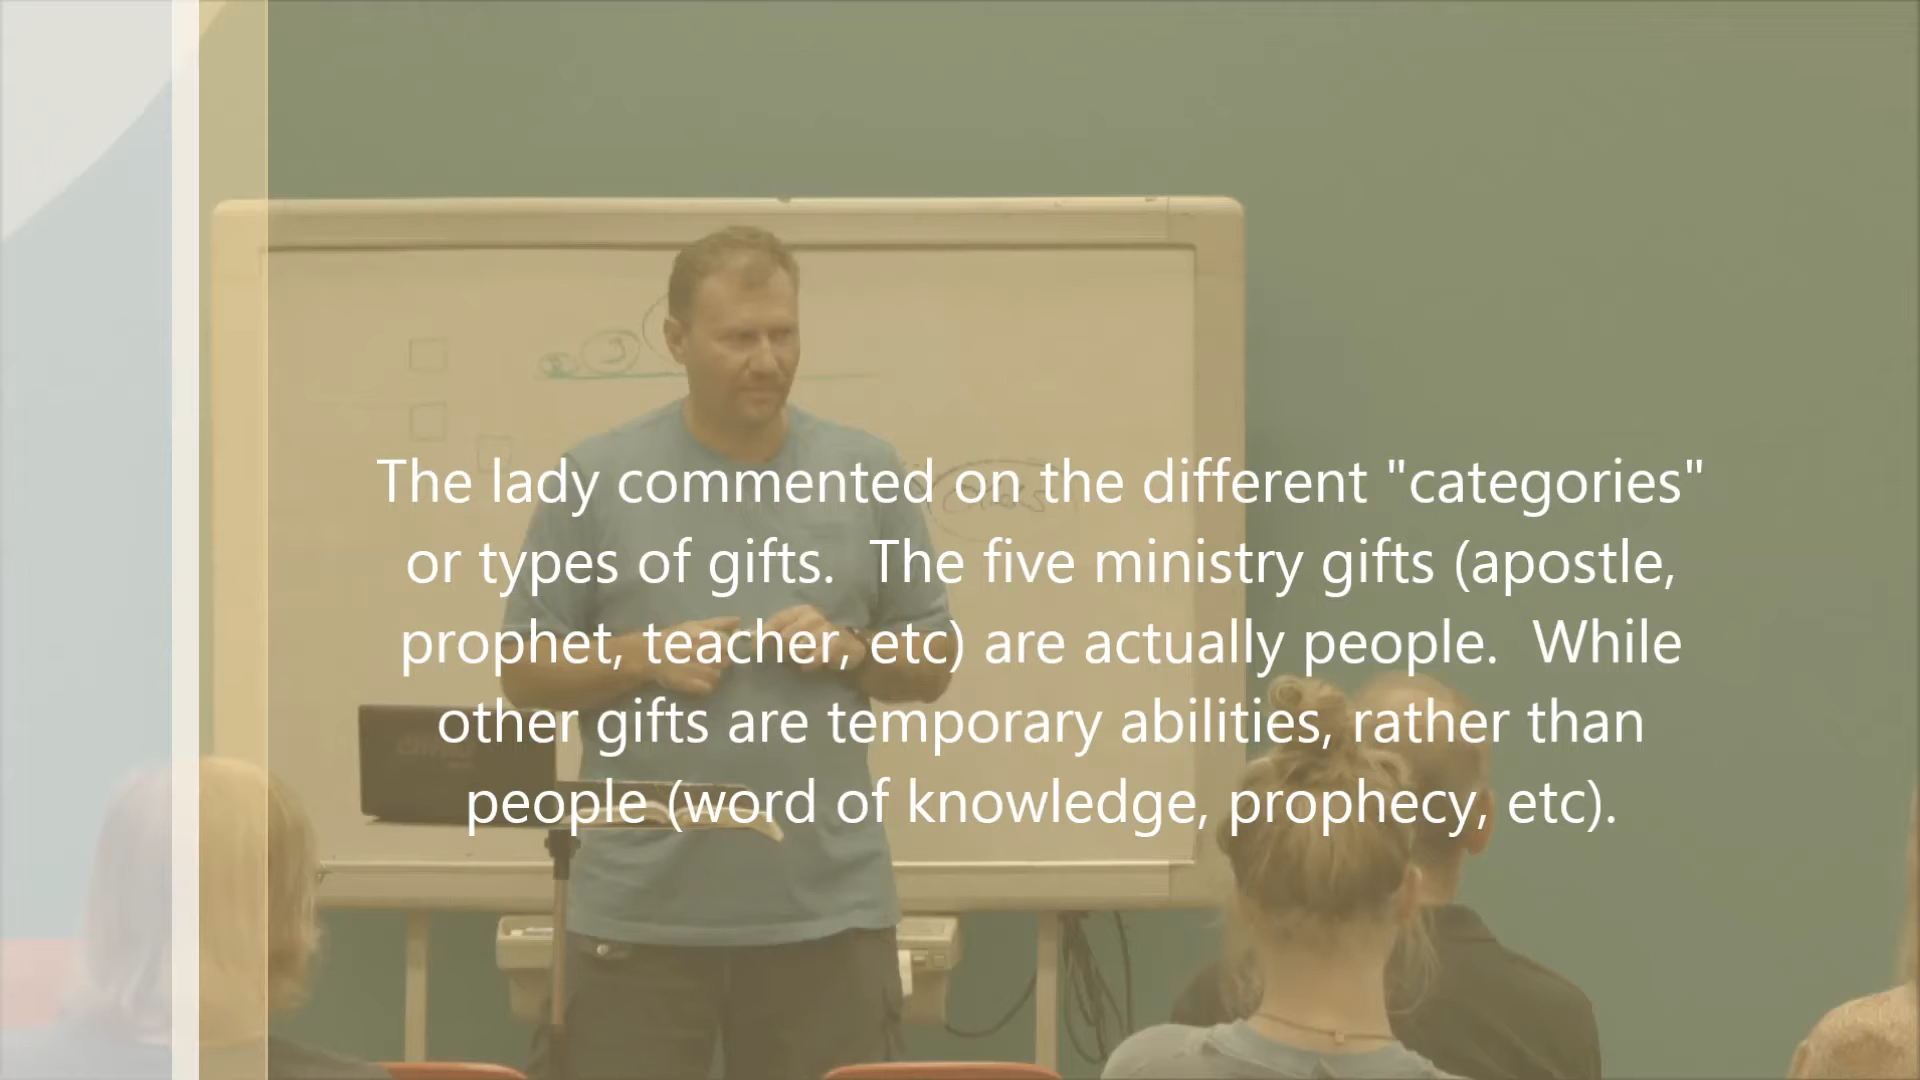 The lady commented on the different "categories"
or types of gifts.  The five ministry gifts (apostle,
prophet, teacher, etc) are actually people.  While
other gifts are temporary abilities, rather than
people (word of knowledge, prophecy, etc).